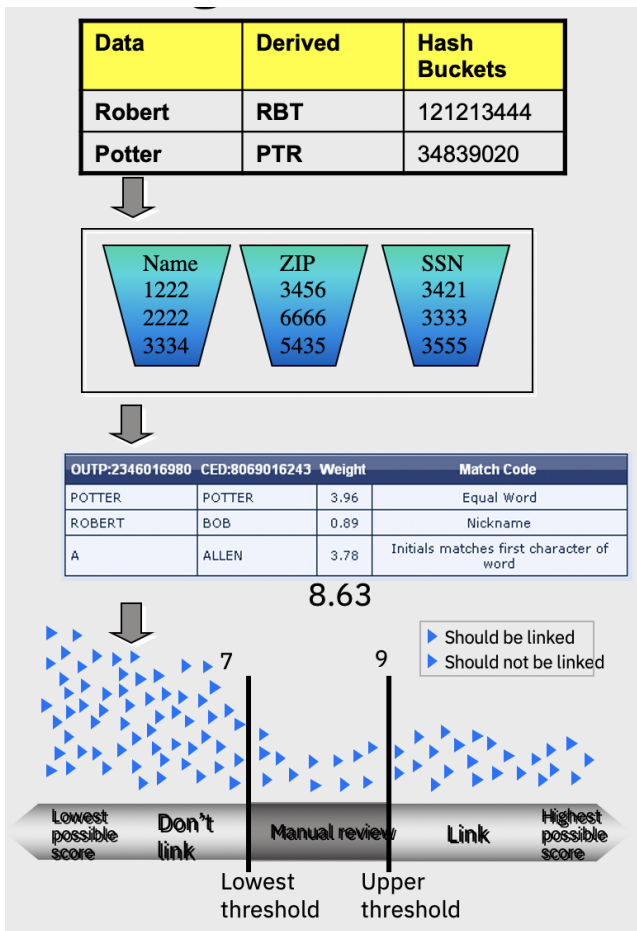 Data Derived Hash
Buckets
Robert RBT 121213444
Potter PTR 34839020
Name ZIP SSN
1222 3456 3421
2222 6666 3333
3334 5435 3555
OUTP:2346016980 CED:8069016243 Weight Match Code
POTTER POTTER 3.96 Equal Word
ROBERT BOB 0.89 Nickname
A ALLEN 3.78 Initials matches first character of
word
8.63
Should be linked
Should not be linked
7 9
Lowest
possible
score
Don't
link
Manual review
Link
Highest
possible
score
Lowest
threshold
Upper
threshold